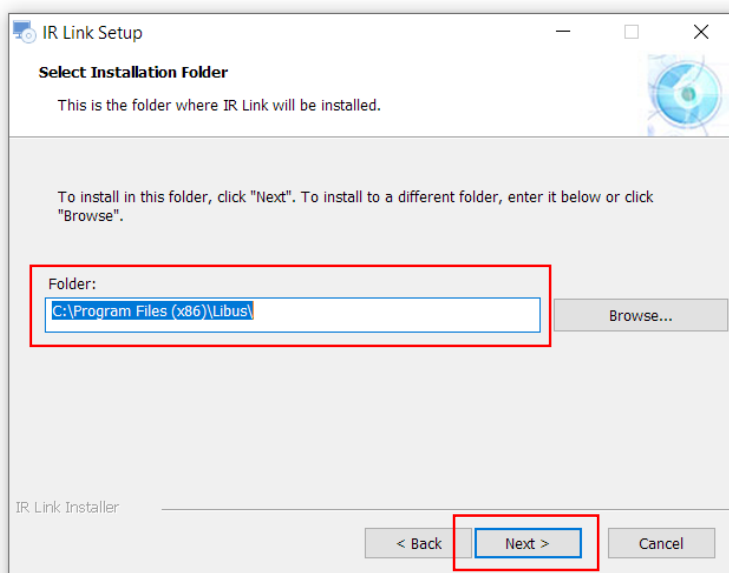 IR Link Setup
Select Installation Folder
This is the folder where IR Link will be installed.
To install in this folder, click "Next". To install to a different folder, enter it below or click
"Browse".
Folder:
C:\Program Files (x86)\Libus\
Browse...
IR Link Installer
< Back
Next >
Cancel